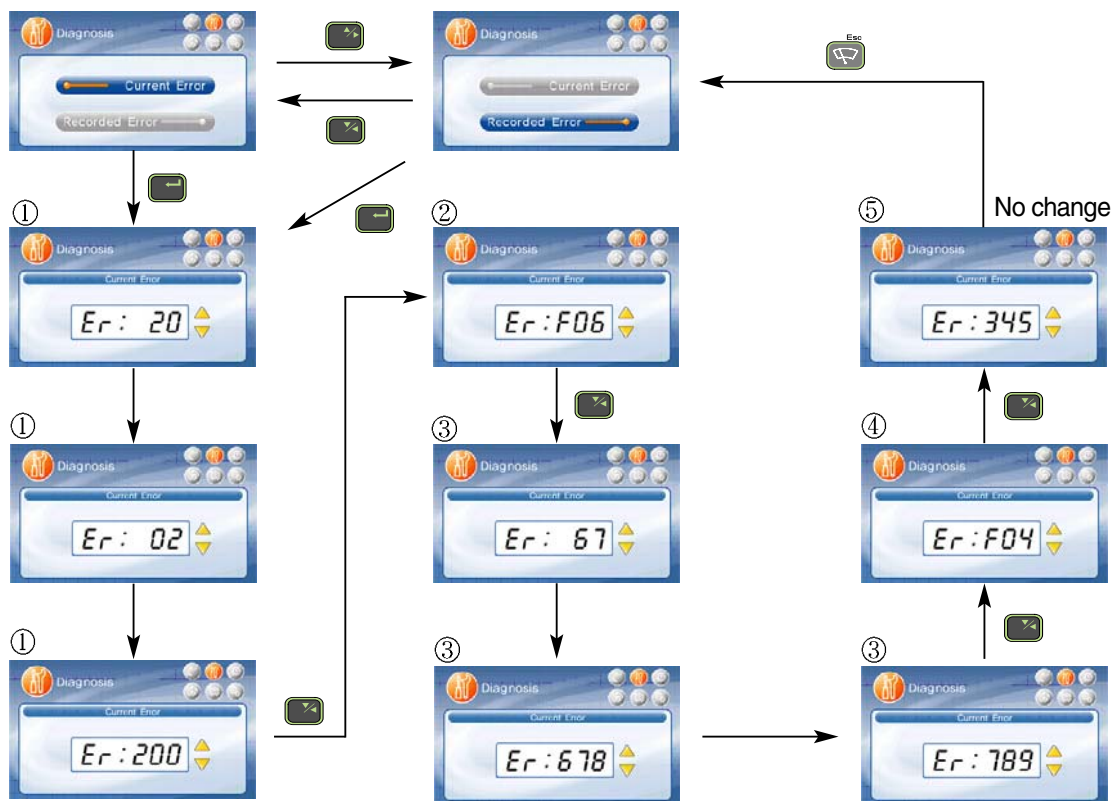 Diagnosis
Current Error
Recorded Error
Diagnosis
Current Error
Recorded Error
Esc
①
Diagnosis
Current Error
Er: 20
②
Diagnosis
Current Error
Er:F06
⑤
No change
Diagnosis
Current Error
Er:345
①
Diagnosis
Current Error
Er: 02
③
Diagnosis
Current Error
Er: 67
④
Diagnosis
Current Error
Er:F04
①
Diagnosis
Current Error
Er:200
③
Diagnosis
Current Error
Er:678
③
Diagnosis
Current Error
Er:789